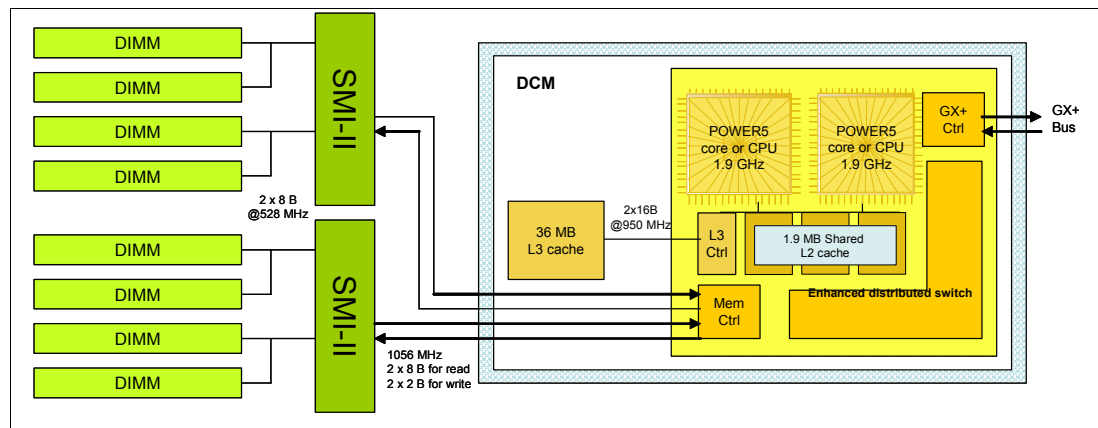 DIMM
DIMM
DIMM
DIMM
SMI-II
2 x 8 B
@528 MHz
DIMM
DIMM
DIMM
DIMM
SMI-II
1056 MHz
2 x 8 B for read
2 x 2 B for write
DCM
POWER5
core or CPU
1.9 GHz
POWER5
core or CPU
1.9 GHz
GX+
Ctrl
GX+
Bus
36 MB
L3 cache
2x16B
@950 MHz
L3
Ctrl
1.9 MB Shared
L2 cache
Mem
Ctrl
Enhanced distributed switch